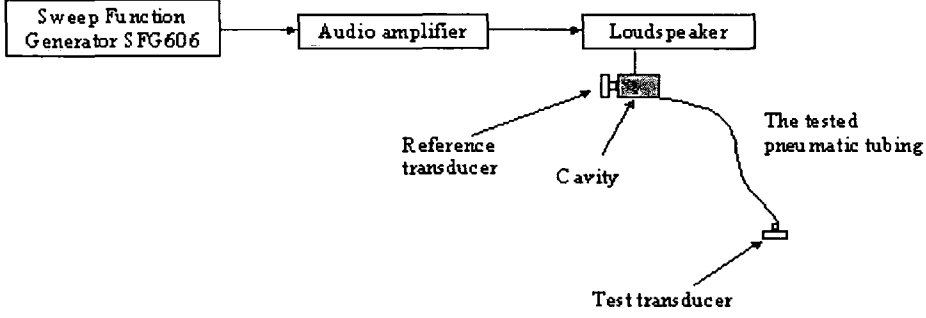 Sweep Function
Generator SFG606
Audio amplifier
Loudspeaker
Reference
transducer
Cavity
The tested
pneumatic tubing
Test transducer